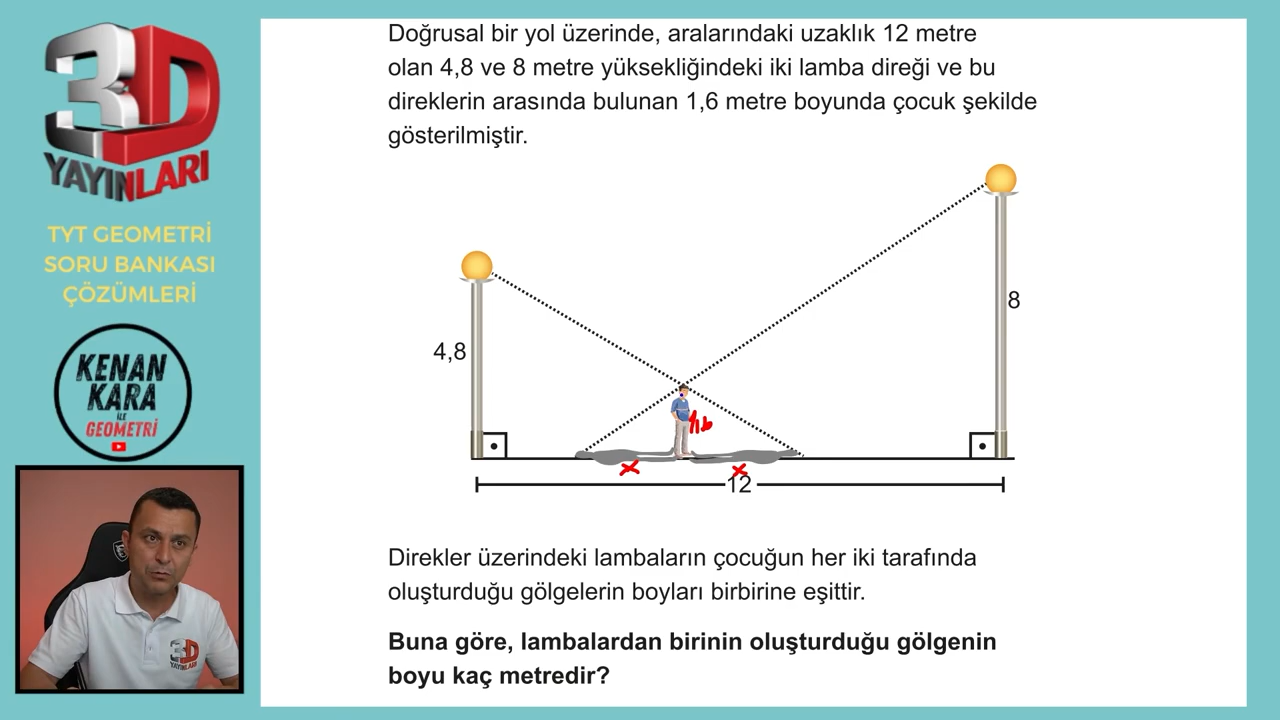 3D
YAYINLARI
TYT GEOMETRİ
SORU BANKASI
ÇÖZÜMLERİ
KENAN
KARA
İLE
GEOMETRİ
Doğrusal bir yol üzerinde, aralarındaki uzaklık 12 metre
olan 4,8 ve 8 metre yüksekliğindeki iki lamba direği ve bu
direklerin arasında bulunan 1,6 metre boyunda çocuk şekilde
gösterilmiştir.
4,8
8
1,6
x
x
12
Direkler üzerindeki lambaların çocuğun her iki tarafında
oluşturduğu gölgelerin boyları birbirine eşittir.
Buna göre, lambalardan birinin oluşturduğu gölgenin
boyu kaç metredir?
3D
YAYINLARI